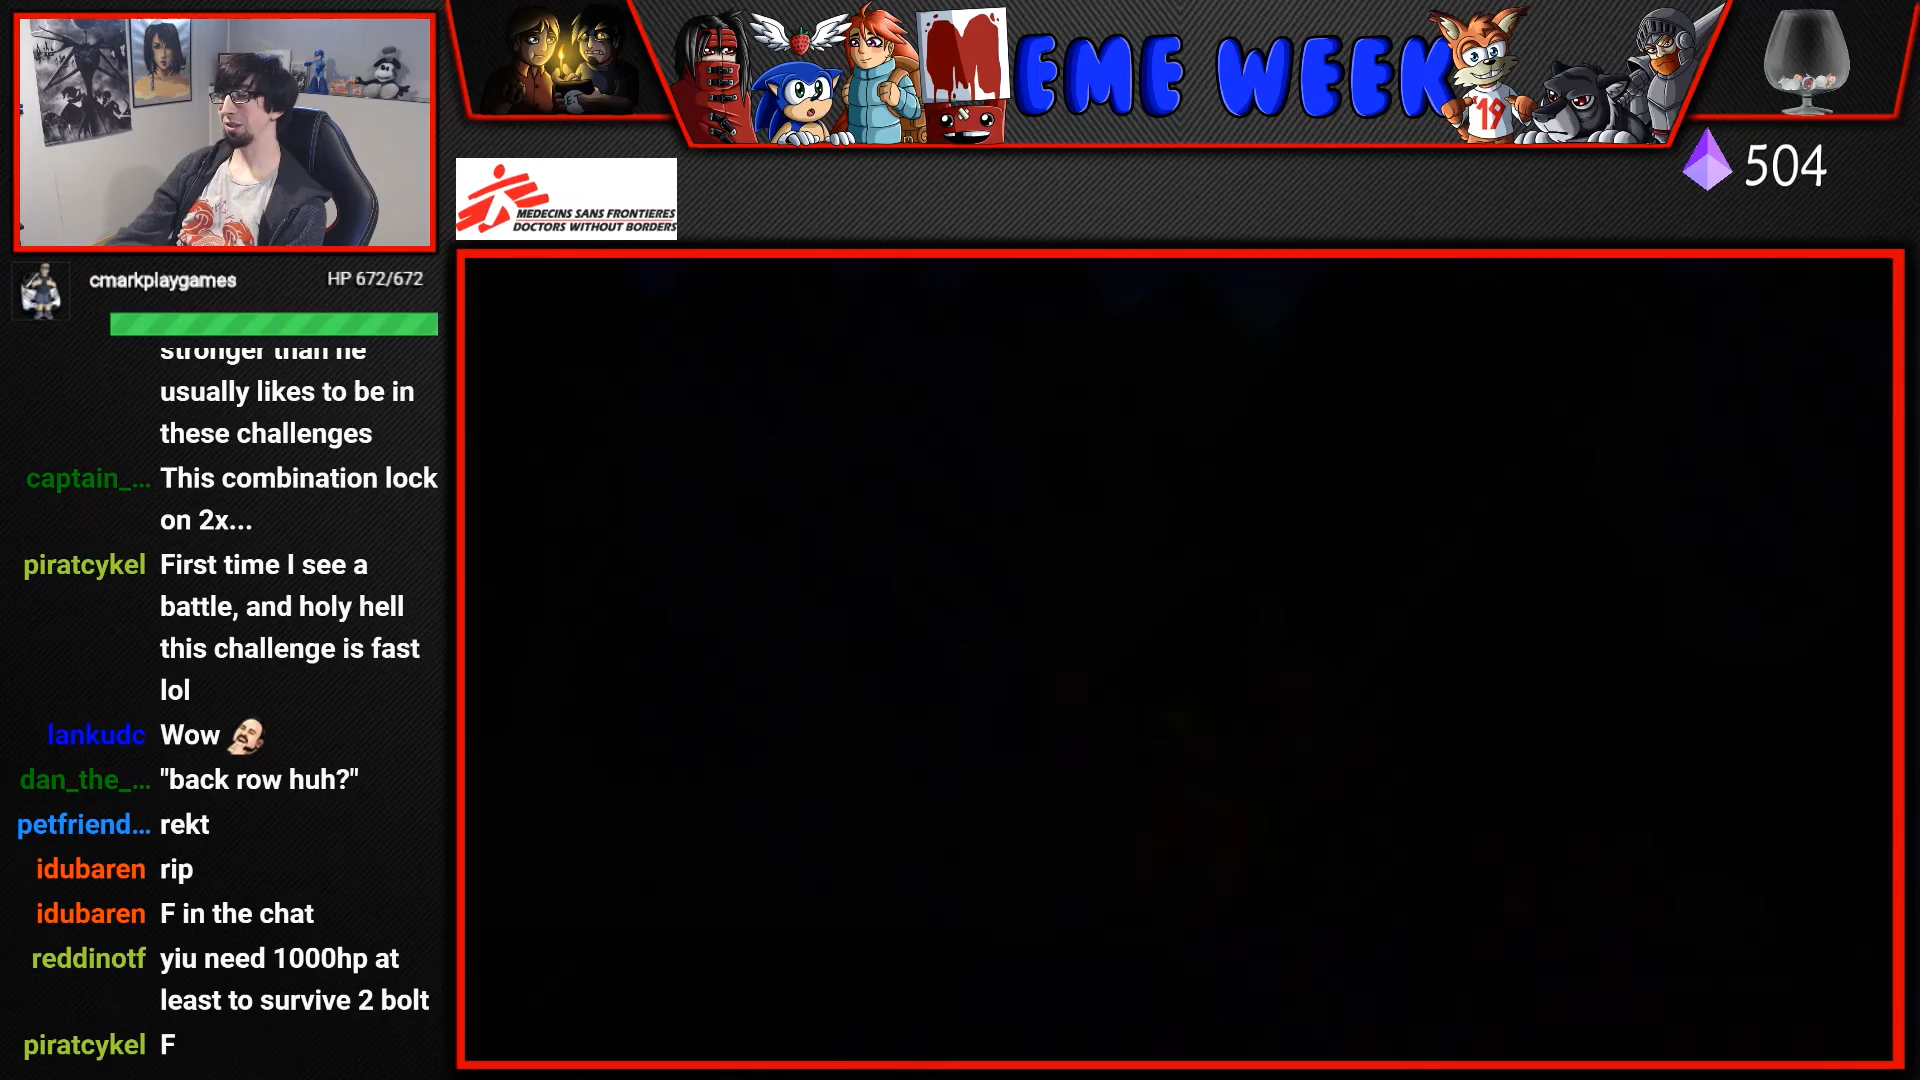 EME WEEK
E.T.
'19
504
MEDECINS SANS FRONTIERES
DOCTORS WITHOUT BORDERS
cmarkplaygames HP 672/672
stronger than he
usually likes to be in
these challenges
captain_... This combination lock
on 2x...
piratcykel First time I see a
battle, and holy hell
this challenge is fast
lol
lankudc Wow
dan_the_... "back row huh?"
petfriend... rekt
idubaren rip
idubaren F in the chat
reddinotf yiu need 1000hp at
least to survive 2 bolt
piratcykel F